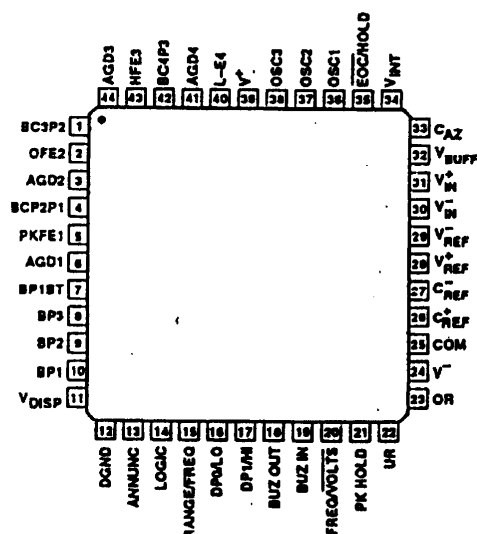 AGD3
HFE3
BC4P3
AGD4
L-E4
V+
OSC3
OSC2
OSC1
EOC/HOLD
VINT
44 43 42 41 40 39 38 37 36 35 34
BC3P2 1
OFE2 2
AGD2 3
BCP2P1 4
PKFE1 5
AGD1 6
BP1BT 7
BP3 8
BP2 9
BP1 10
VDISP 11
33 CAZ
32 VBUFF
31 V+IN
30 V-IN
29 V-REF
28 V+REF
27 C-REF
26 C+REF
25 COM
24 V-
23 OR
12 13 14 15 16 17 18 19 20 21 22
DGND
ANNUNC
LOGIC
RANGE/FREQ
DP0/LO
DP1/HI
BUZ OUT
BUZ IN
FREQ/VOLTS
PK HOLD
UR